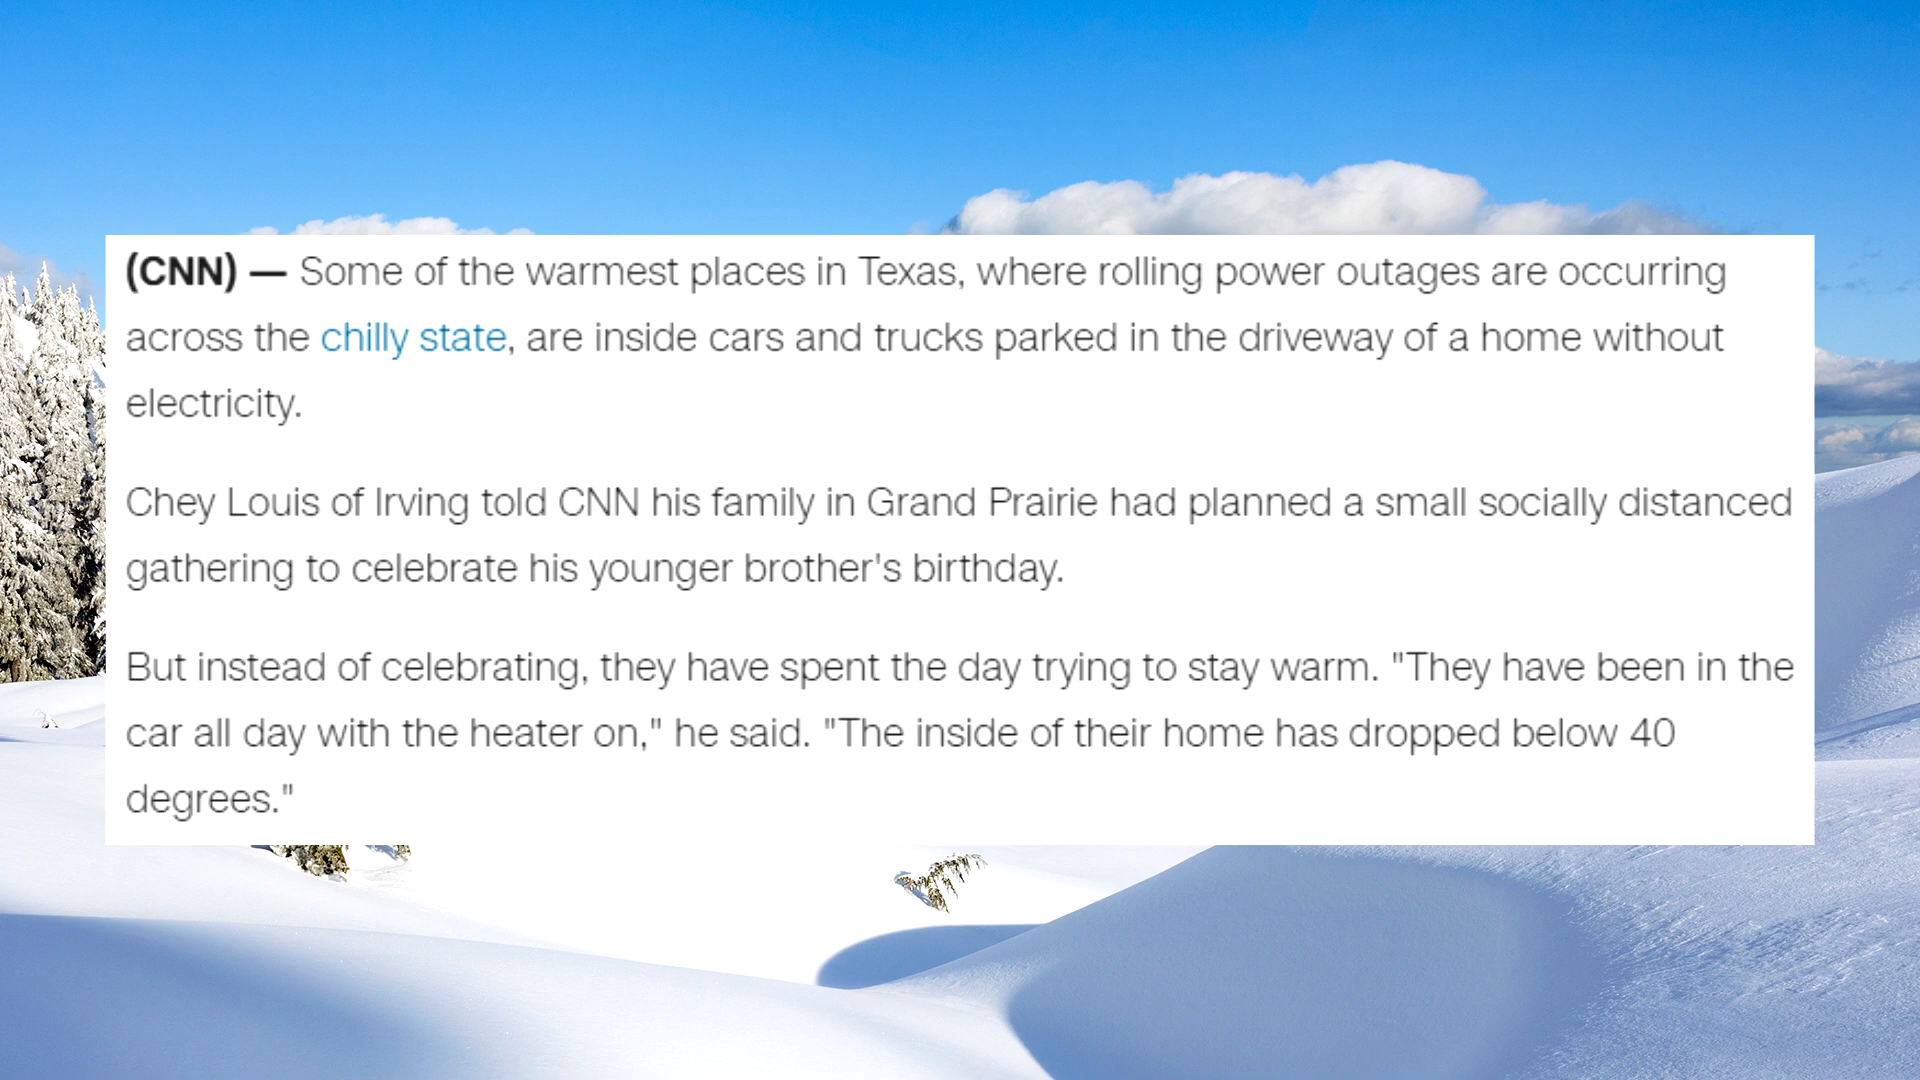 (CNN) — Some of the warmest places in Texas, where rolling power outages are occurring
across the chilly state, are inside cars and trucks parked in the driveway of a home without
electricity.
Chey Louis of Irving told CNN his family in Grand Prairie had planned a small socially distanced
gathering to celebrate his younger brother's birthday.
But instead of celebrating, they have spent the day trying to stay warm. "They have been in the
car all day with the heater on," he said. "The inside of their home has dropped below 40
degrees."